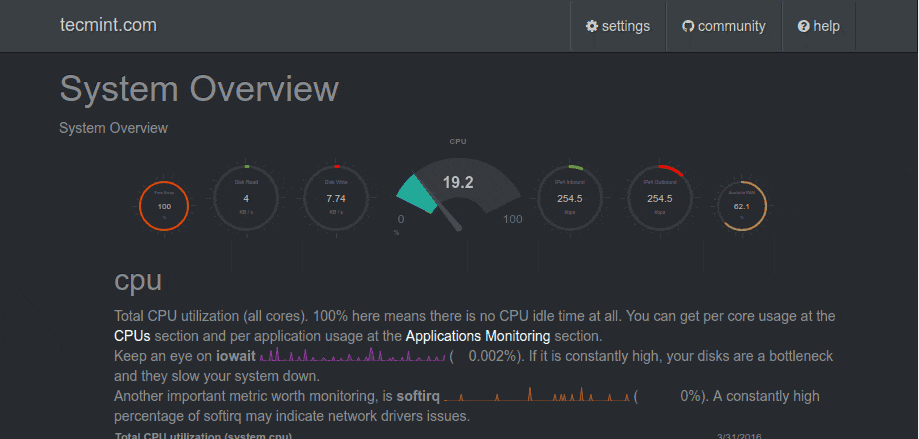 tecmint.com
settings
community
help
System Overview
System Overview
CPU
Free Swap
100
%
Disk Read
4
KB / s
Disk Write
7.74
KB / s
19.2
0
100
%
IPv4 Inbound
254.5
kbps
IPv4 Outbound
254.5
kbps
Available RAM
62.1
%
cpu
Total CPU utilization (all cores). 100% here means there is no CPU idle time at all. You can get per core usage at the
CPUs section and per application usage at the Applications Monitoring section.
Keep an eye on iowait ( 0.002%). If it is constantly high, your disks are a bottleneck
and they slow your system down.
Another important metric worth monitoring, is softirq ( 0%). A constantly high
percentage of softirq may indicate network drivers issues.
Total CPU utilization (system.cpu)
3/31/2016